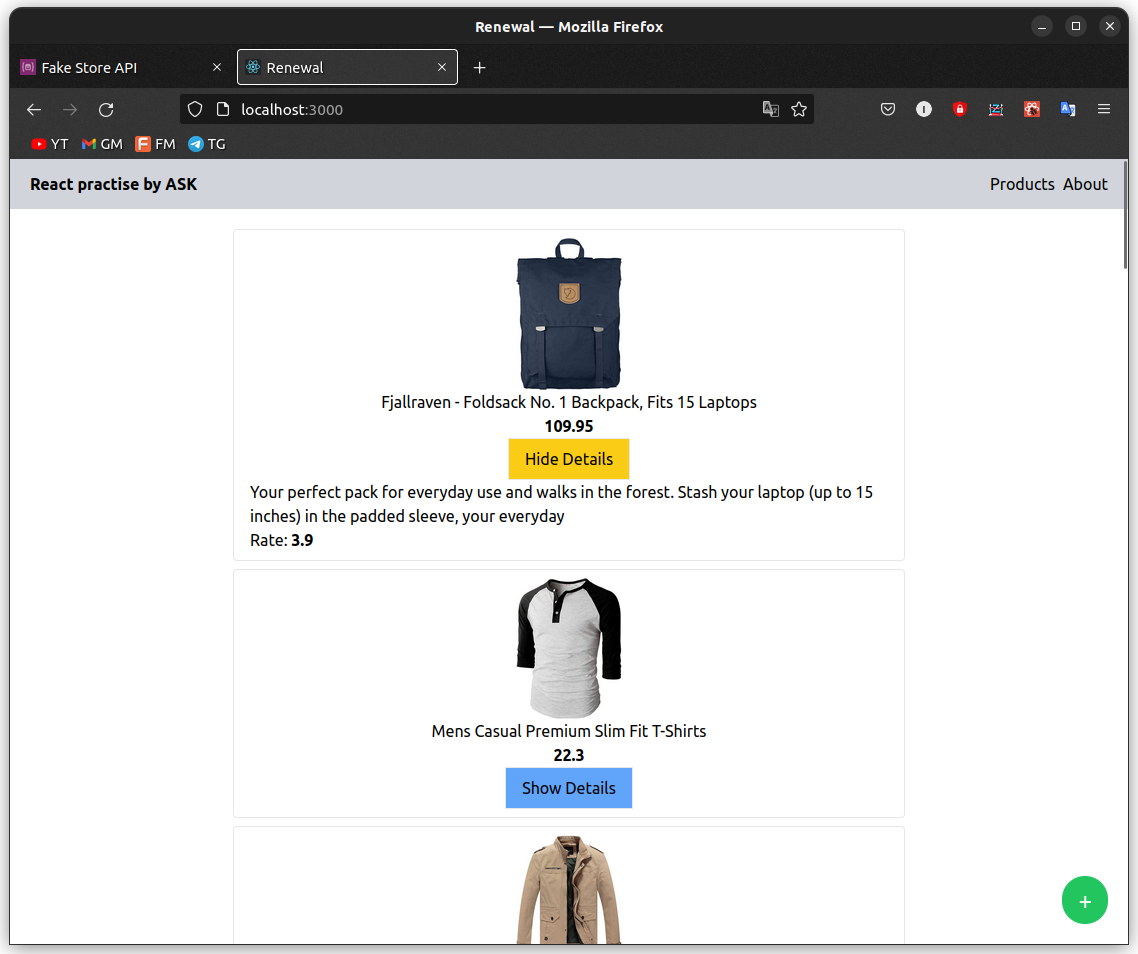 Renewal — Mozilla Firefox
Fake Store API
Renewal
localhost:3000
YT GM FM TG
React practise by ASK
Products About
Fjallraven - Foldsack No. 1 Backpack, Fits 15 Laptops
109.95
Hide Details
Your perfect pack for everyday use and walks in the forest. Stash your laptop (up to 15
inches) in the padded sleeve, your everyday
Rate: 3.9
Mens Casual Premium Slim Fit T-Shirts
22.3
Show Details
+